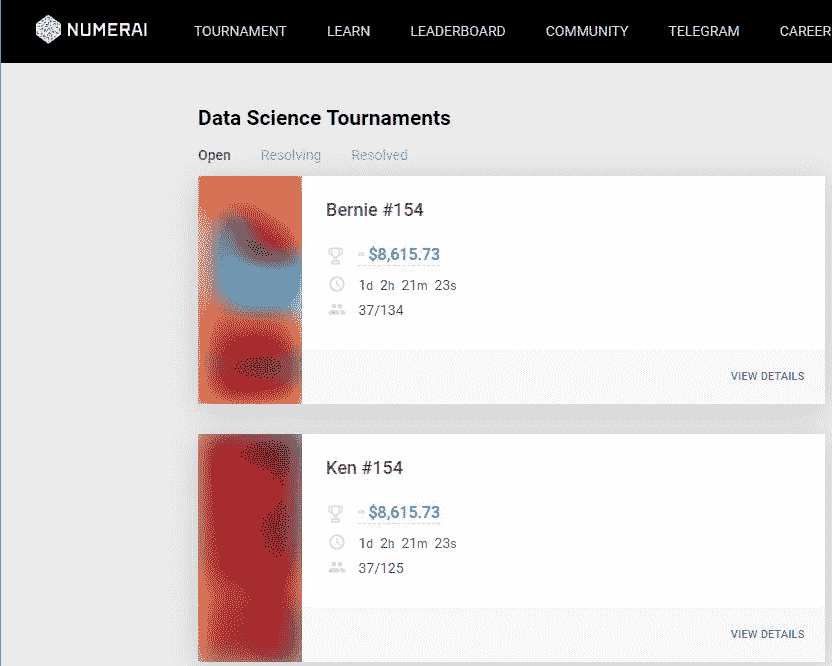 NUMERAI TOURNAMENT LEARN LEADERBOARD COMMUNITY TELEGRAM CAREER
Data Science Tournaments
Open Resolving Resolved
Bernie #154
≈ $8,615.73
1d 2h 21m 23s
37/134
VIEW DETAILS
Ken #154
≈ $8,615.73
1d 2h 21m 23s
37/125
VIEW DETAILS